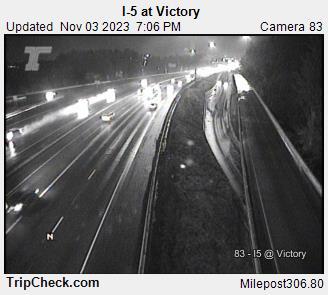 I-5 at Victory
Updated Nov 03 2023 7:06 PM Camera 83
T
N
83 - I5 @ Victory
TripCheck.com Milepost306.80